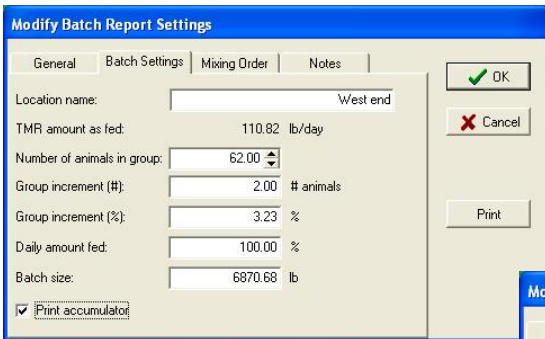 Modify Batch Report Settings
General Batch Settings Mixing Order Notes
OK
Location name: West end
TMR amount as fed: 110.82 lb/day
Cancel
Number of animals in group: 62.00
Group increment (#): 2.00 # animals
Group increment (%): 3.23 %
Print
Daily amount fed: 100.00 %
Batch size: 6870.68 lb
Print accumulator